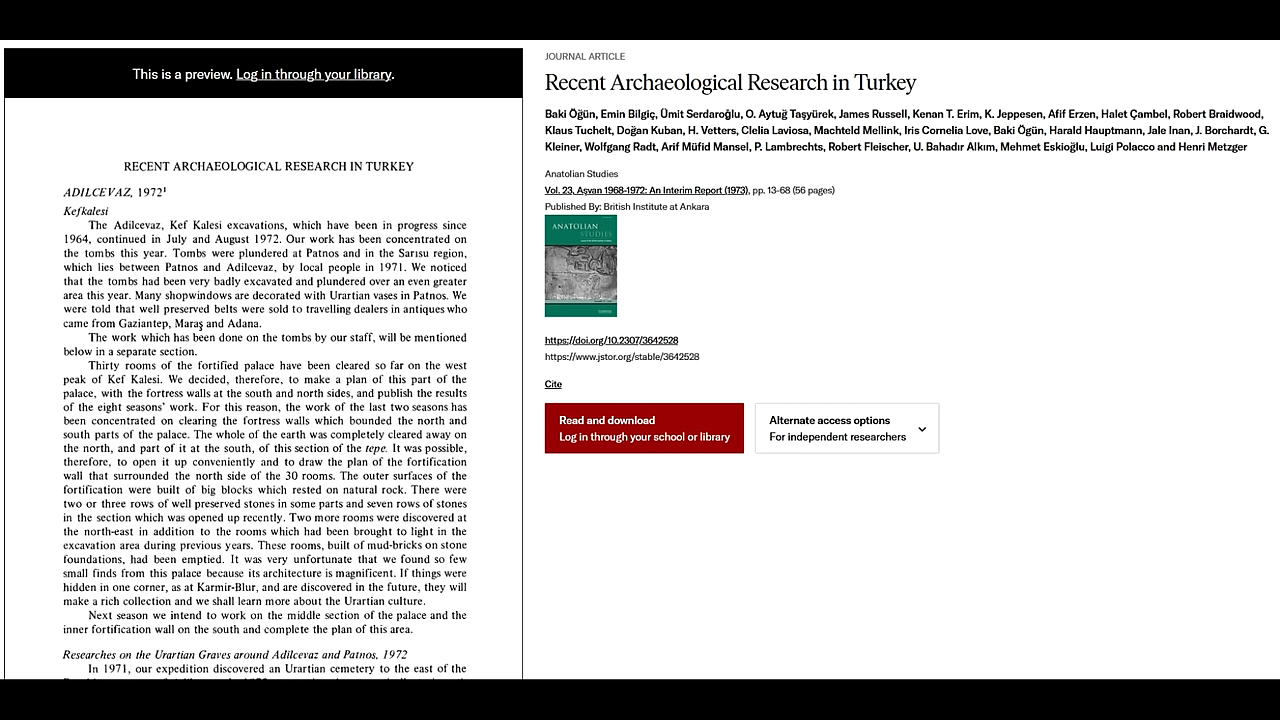 This is a preview. Log in through your library.
RECENT ARCHAEOLOGICAL RESEARCH IN TURKEY
ADILCEVAZ, 1972¹
Kefkalesi
The Adilcevaz, Kef Kalesi excavations, which have been in progress since
1964, continued in July and August 1972. Our work has been concentrated on
the tombs this year. Tombs were plundered at Patnos and in the Sarısu region,
which lies between Patnos and Adilcevaz, by local people in 1971. We noticed
that the tombs had been very badly excavated and plundered over an even greater
area this year. Many shopwindows are decorated with Urartian vases in Patnos. We
were told that well preserved belts were sold to travelling dealers in antiques who
came from Gaziantep, Maraş and Adana.
The work which has been done on the tombs by our staff, will be mentioned
below in a separate section.
Thirty rooms of the fortified palace have been cleared so far on the west
peak of Kef Kalesi. We decided, therefore, to make a plan of this part of the
palace, with the fortress walls at the south and north sides, and publish the results
of the eight seasons' work. For this reason, the work of the last two seasons has
been concentrated on clearing the fortress walls which bounded the north and
south parts of the palace. The whole of the earth was completely cleared away on
the north, and part of it at the south, of this section of the tepe. It was possible,
therefore, to open it up conveniently and to draw the plan of the fortification
wall that surrounded the north side of the 30 rooms. The outer surfaces of the
fortification were built of big blocks which rested on natural rock. There were
two or three rows of well preserved stones in some parts and seven rows of stones
in the section which was opened up recently. Two more rooms were discovered at
the north-east in addition to the rooms which had been brought to light in the
excavation area during previous years. These rooms, built of mud-bricks on stone
foundations, had been emptied. It was very unfortunate that we found so few
small finds from this palace because its architecture is magnificent. If things were
hidden in one corner, as at Karmir-Blur, and are discovered in the future, they will
make a rich collection and we shall learn more about the Urartian culture.
Next season we intend to work on the middle section of the palace and the
inner fortification wall on the south and complete the plan of this area.
Researches on the Urartian Graves around Adilcevaz and Patnos, 1972
In 1971, our expedition discovered an Urartian cemetery to the east of the
JOURNAL ARTICLE
Recent Archaeological Research in Turkey
Baki Öğün, Emin Bilgiç, Ümit Serdaroğlu, O. Aytuğ Taşyürek, James Russell, Kenan T. Erim, K. Jeppesen, Afif Erzen, Halet Çambel, Robert Braidwood,
Klaus Tuchelt, Doğan Kuban, H. Vetters, Clelia Laviosa, Machteld Mellink, Iris Cornelia Love, Baki Öğün, Harald Hauptmann, Jale Inan, J. Borchardt, G.
Kleiner, Wolfgang Radt, Arif Müfid Mansel, P. Lambrechts, Robert Fleischer, U. Bahadır Alkım, Mehmet Eskioğlu, Luigi Polacco and Henri Metzger
Anatolian Studies
Vol. 23, Aşvan 1968-1972: An Interim Report (1973), pp. 13-68 (56 pages)
Published By: British Institute at Ankara
ANATOLIAN
STUDIES
https://doi.org/10.2307/3642528
https://www.jstor.org/stable/3642528
Cite
Read and download
Log in through your school or library
Alternate access options
For independent researchers